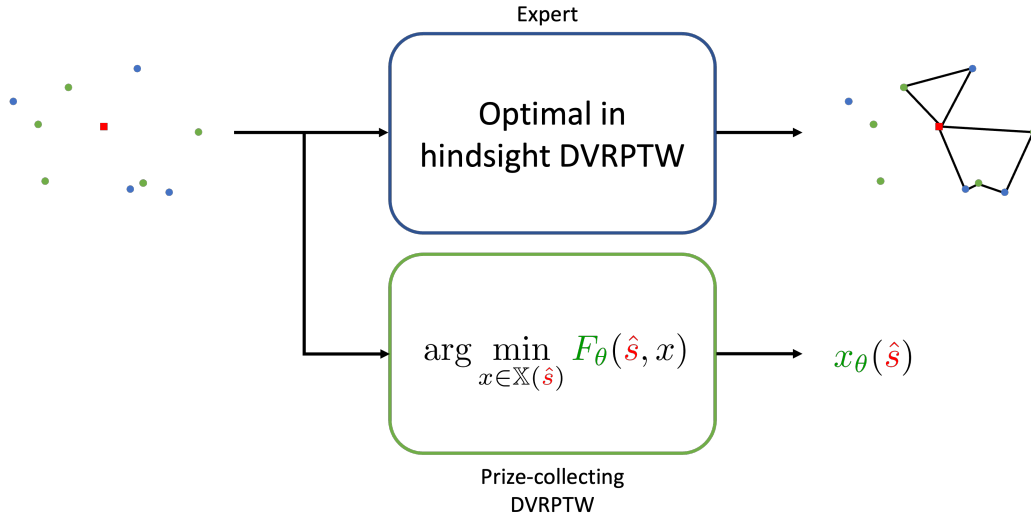 Expert
Optimal in
hindsight DVRPTW
arg min F_θ(ŝ, x)
x∈𝕏(ŝ)
x_θ(ŝ)
Prize-collecting
DVRPTW